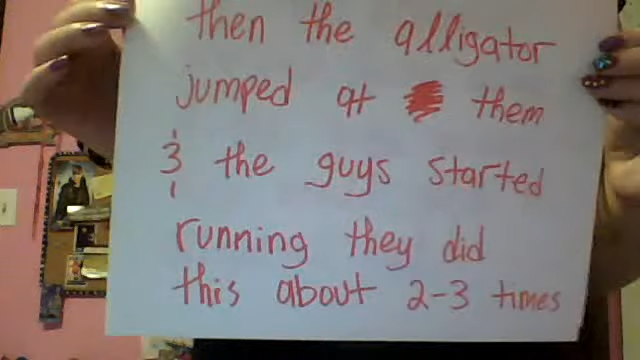 then the alligator
jumped at them
& the guys started
running they did
this about 2-3 times